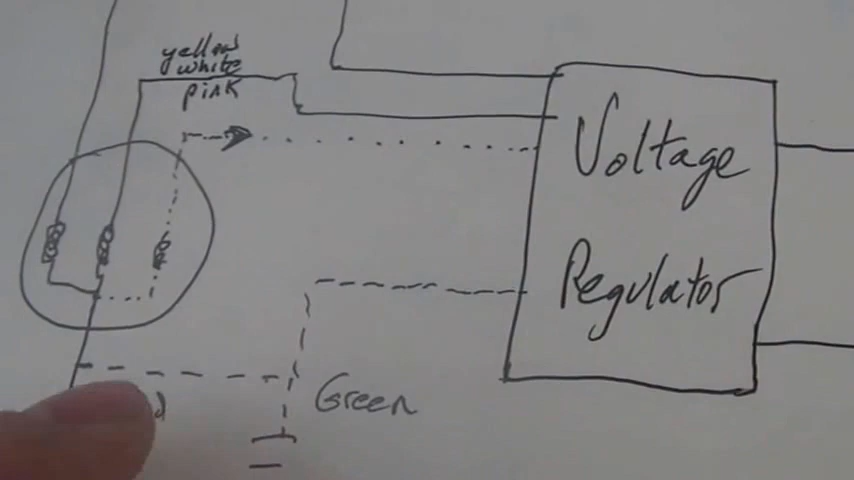 yellow
white
pink
Voltage
Regulator
Green